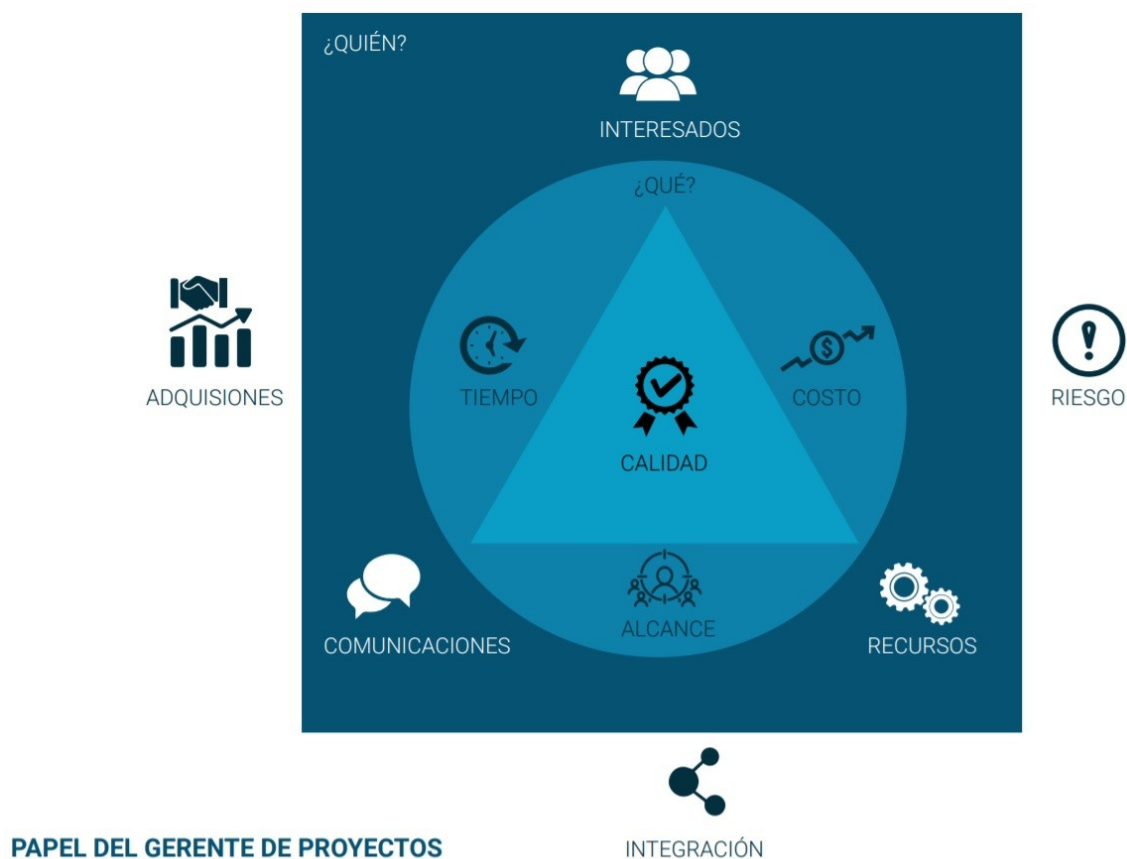 ¿QUIÉN?
INTERESADOS
¿QUÉ?
ADQUISIONES
TIEMPO
COSTO
RIESGO
CALIDAD
ALCANCE
COMUNICACIONES
RECURSOS
PAPEL DEL GERENTE DE PROYECTOS
INTEGRACIÓN